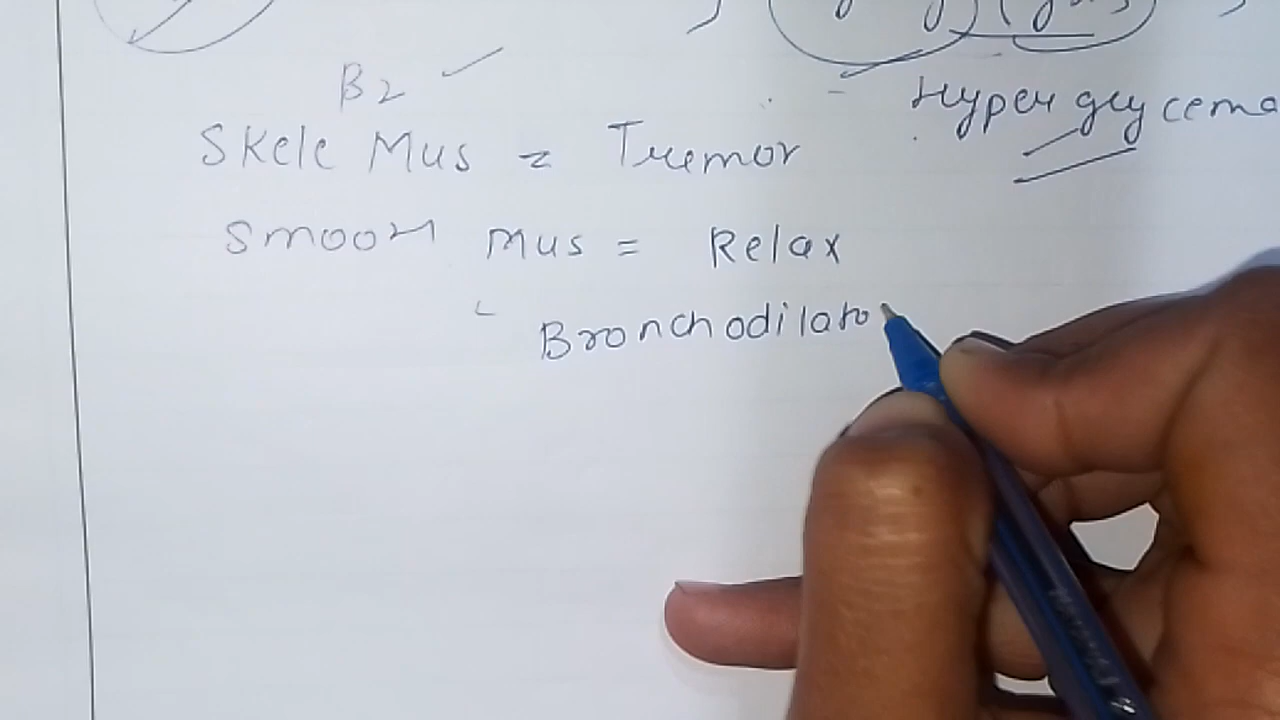 B2
Hyper glycema
Skele Mus = Tremor
Smooth Mus = Relax
Bronchodilato